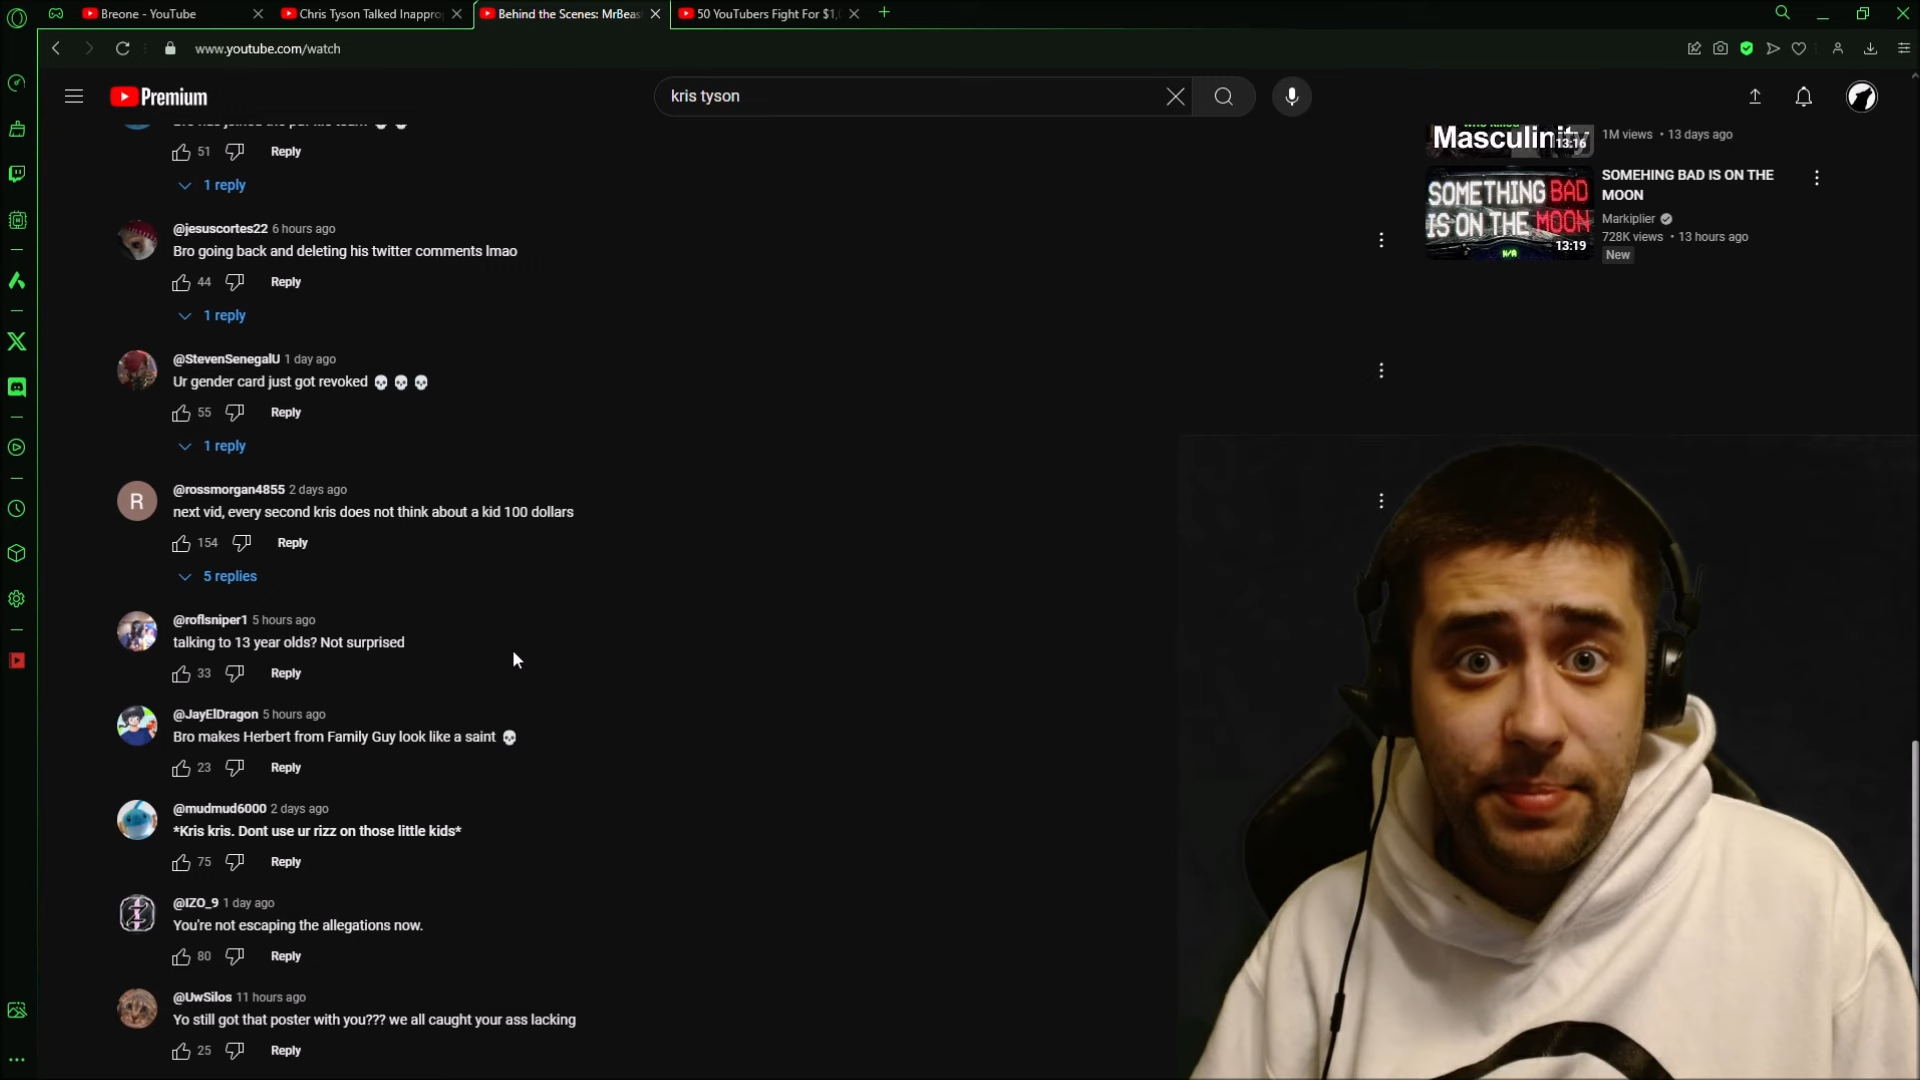 Breone - YouTube
Chris Tyson Talked Inapprop
Behind the Scenes: MrBeas
50 YouTubers Fight For $1,
www.youtube.com/watch
Premium
kris tyson
51
Reply
1 reply
@jesuscortes22 6 hours ago
Bro going back and deleting his twitter comments lmao
44
Reply
1 reply
@StevenSenegalU 1 day ago
Ur gender card just got revoked 💀 💀 💀
55
Reply
1 reply
R
@rossmorgan4855 2 days ago
next vid, every second kris does not think about a kid 100 dollars
154
Reply
5 replies
@roflsniper1 5 hours ago
talking to 13 year olds? Not surprised
33
Reply
@JayElDragon 5 hours ago
Bro makes Herbert from Family Guy look like a saint 💀
23
Reply
@mudmud6000 2 days ago
*Kris kris. Dont use ur rizz on those little kids*
75
Reply
@IZO_9 1 day ago
You're not escaping the allegations now.
80
Reply
@UwSilos 11 hours ago
Yo still got that poster with you??? we all caught your ass lacking
25
Reply
Masculinity
13:16
1M views • 13 days ago
SOMETHING BAD
IS ON THE MOON
N/A
13:19
SOMEHING BAD IS ON THE
MOON
Markiplier
728K views • 13 hours ago
New